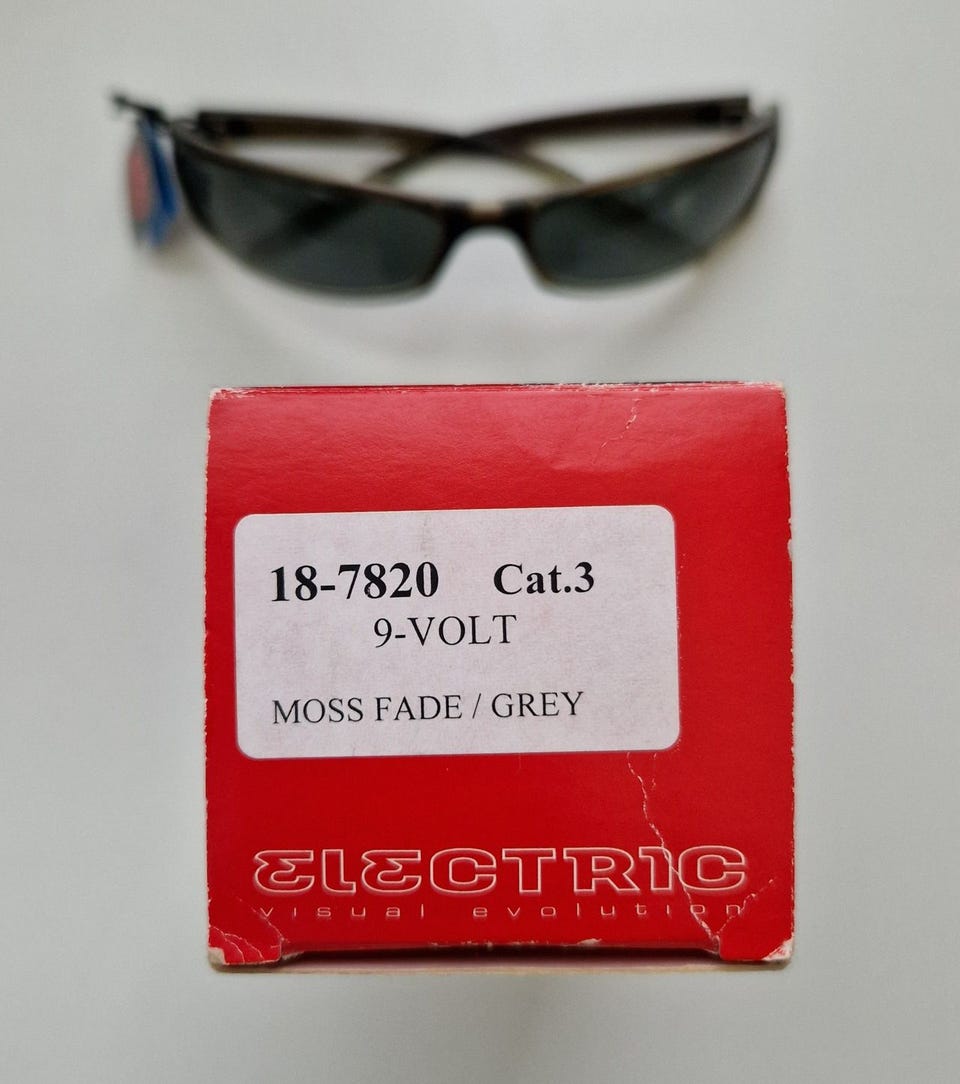 18-7820 Cat.3
9-VOLT
MOSS FADE / GREY
ELECTRIC
visual evolution